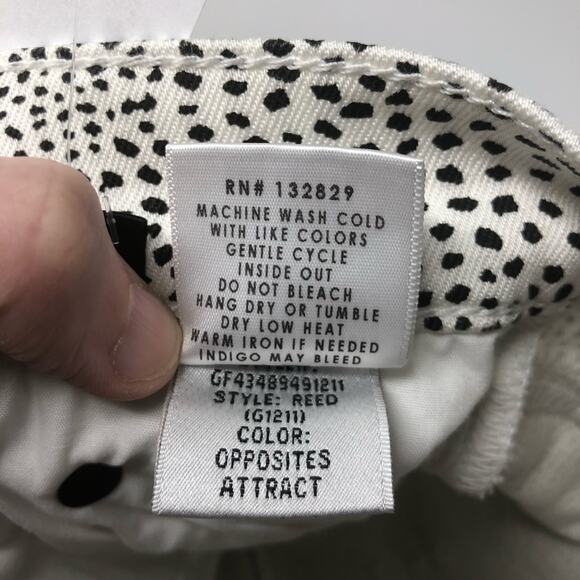 RN# 132829
MACHINE WASH COLD
WITH LIKE COLORS
GENTLE CYCLE
INSIDE OUT
DO NOT BLEACH
HANG DRY OR TUMBLE
DRY LOW HEAT
WARM IRON IF NEEDED
INDIGO MAY BLEED
GF43489491211
STYLE: REED
(G1211)
COLOR:
OPPOSITES
ATTRACT